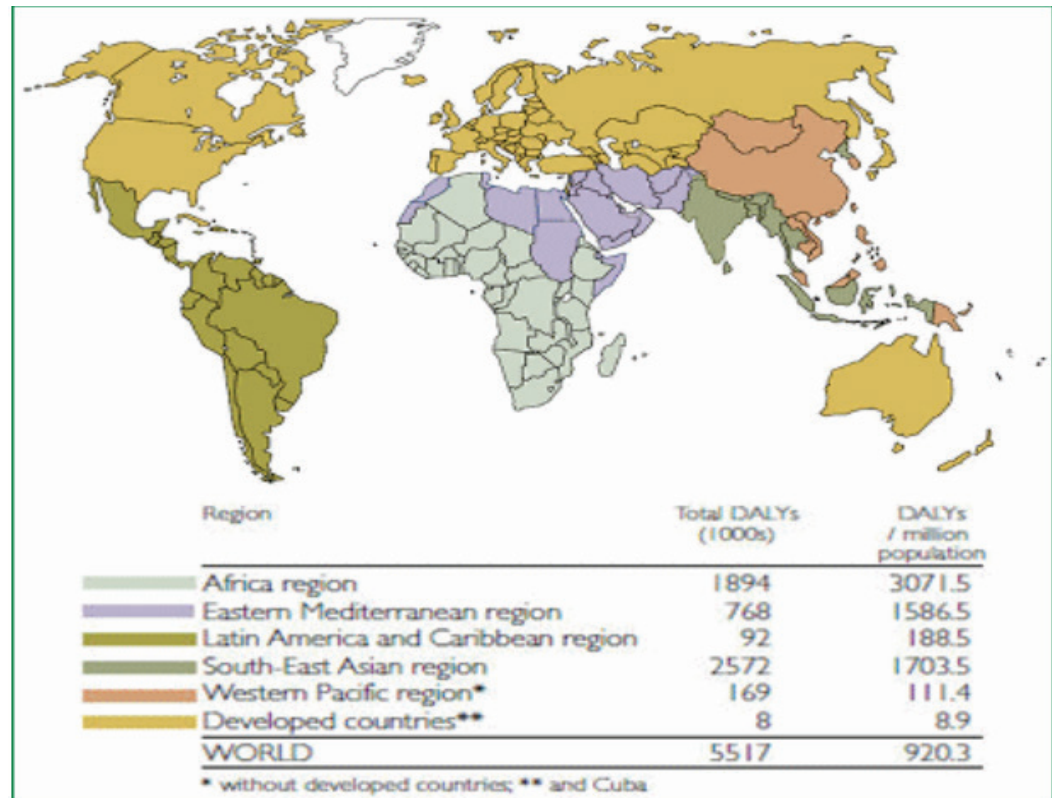 Region Total DALYs (1000s) DALYs / million population
Africa region 1894 3071.5
Eastern Mediterranean region 768 1586.5
Latin America and Caribbean region 92 188.5
South-East Asian region 2572 1703.5
Western Pacific region* 169 111.4
Developed countries** 8 8.9
WORLD 5517 920.3
* without developed countries; ** and Cuba